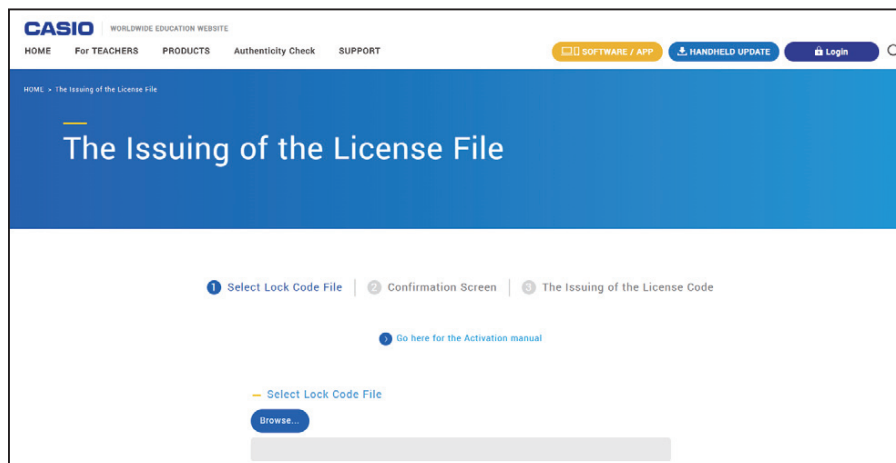 CASIO WORLDWIDE EDUCATION WEBSITE
HOME For TEACHERS PRODUCTS Authenticity Check SUPPORT SOFTWARE / APP HANDHELD UPDATE Login
HOME > The Issuing of the License File
The Issuing of the License File
1 Select Lock Code File 2 Confirmation Screen 3 The Issuing of the License Code
Go here for the Activation manual
Select Lock Code File
Browse...